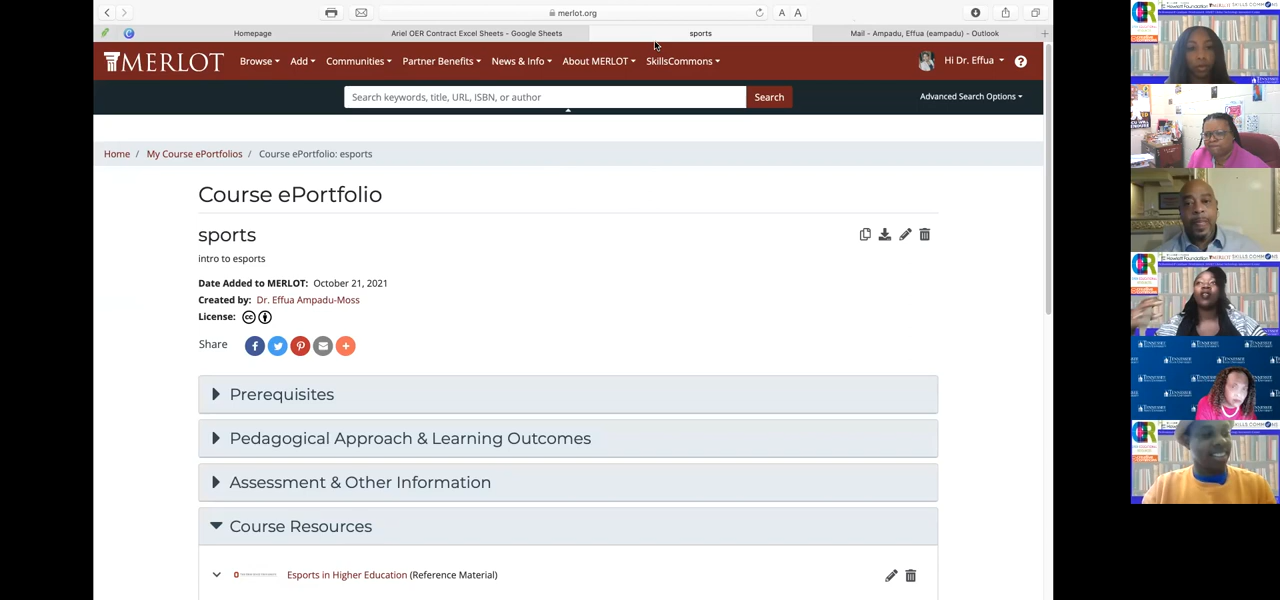 merlot.org
A A
Homepage
Ariel OER Contract Excel Sheets - Google Sheets
sports
Mail - Ampadu, Effua (eampadu) - Outlook
MERLOT
Browse
Add
Communities
Partner Benefits
News & Info
About MERLOT
SkillsCommons
Hi Dr. Effua
Search keywords, title, URL, ISBN, or author
Search
Advanced Search Options
Home / My Course ePortfolios / Course ePortfolio: esports
Course ePortfolio
sports
intro to esports
Date Added to MERLOT: October 21, 2021
Created by: Dr. Effua Ampadu-Moss
License:
Share
Prerequisites
Pedagogical Approach & Learning Outcomes
Assessment & Other Information
Course Resources
Esports in Higher Education (Reference Material)